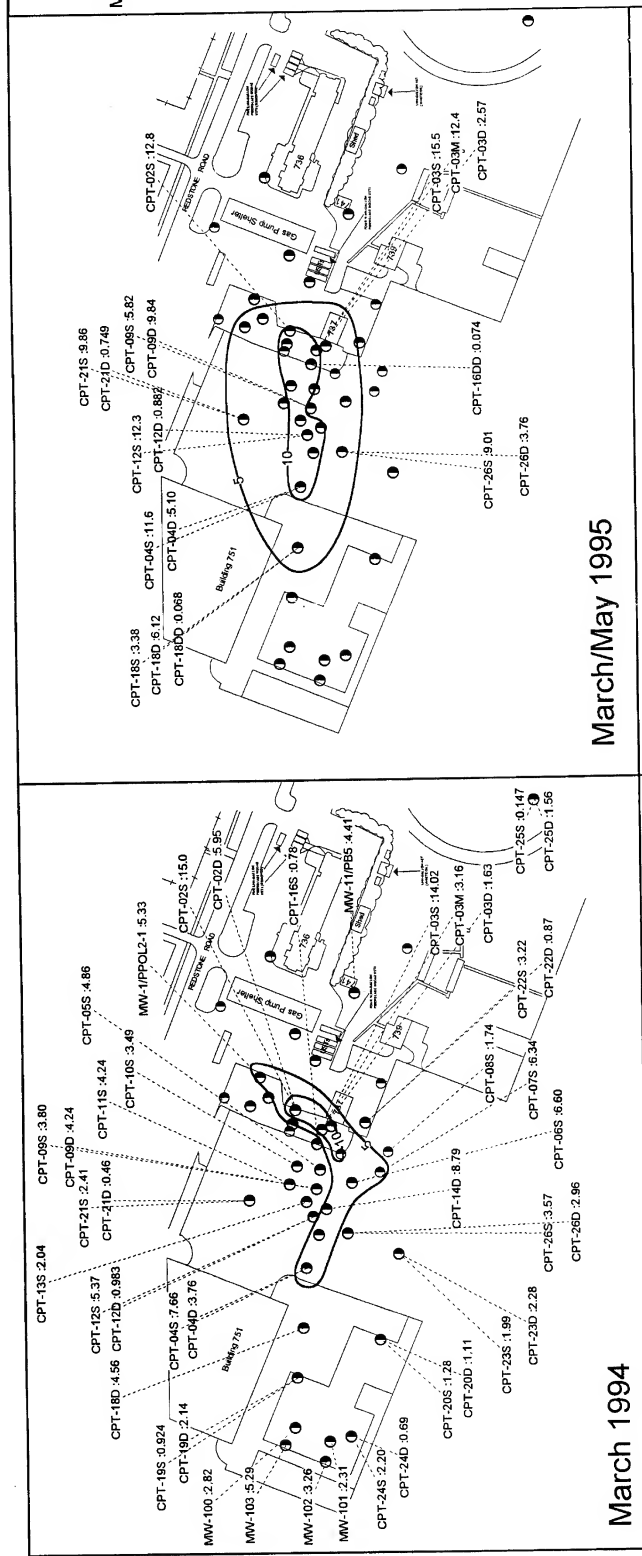 M
CPT-13S :2.04
CPT-09S :3.80
CPT-09D :4.24
CPT-21S :2.41
CPT-21D :0.46
CPT-11S :4.24
CPT-10S :3.49
CPT-05S :4.86
MW-1/PPOL2-1 :5.33
CPT-02S :15.0
CPT-02D :5.95
CPT-12S :5.37
CPT-12D :0.983
CPT-04S :7.66
CPT-04D :3.76
CPT-18D :4.56
CPT-19S :0.924
CPT-19D :2.14
MW-100 :2.82
MW-103 :5.29
MW-102 :3.26
MW-101 :2.31
CPT-24S :2.20
CPT-24D :0.69
CPT-20S :1.28
CPT-20D :1.11
CPT-23S :1.99
CPT-23D :2.28
CPT-26S :3.57
CPT-26D :2.96
CPT-14D :8.79
CPT-06S :6.60
CPT-07S :6.34
CPT-08S :1.74
CPT-22S :3.22
CPT-22D :0.87
CPT-03S :14.02
CPT-03M :3.16
CPT-03D :1.63
CPT-16S :0.78
MW-11/PB5 :4.41
CPT-25S :0.147
CPT-25D :1.56
REDSTONE ROAD
Gas Pump Shelter
Building 751
736
Shed
739
737
10
5
March 1994
CPT-02S :12.8
CPT-21S :9.86
CPT-21D :0.749
CPT-09S :5.82
CPT-09D :9.84
CPT-12S :12.3
CPT-12D :0.882
CPT-04S :11.6
CPT-04D :5.10
CPT-18S :3.38
CPT-18D :6.12
CPT-18DD :0.068
CPT-03S :15.5
CPT-03M :12.4
CPT-03D :2.57
CPT-16DD :0.074
CPT-26S :9.01
CPT-26D :3.76
REDSTONE ROAD
Gas Pump Shelter
Building 751
736
Shed
739
737
5
10
March/May 1995